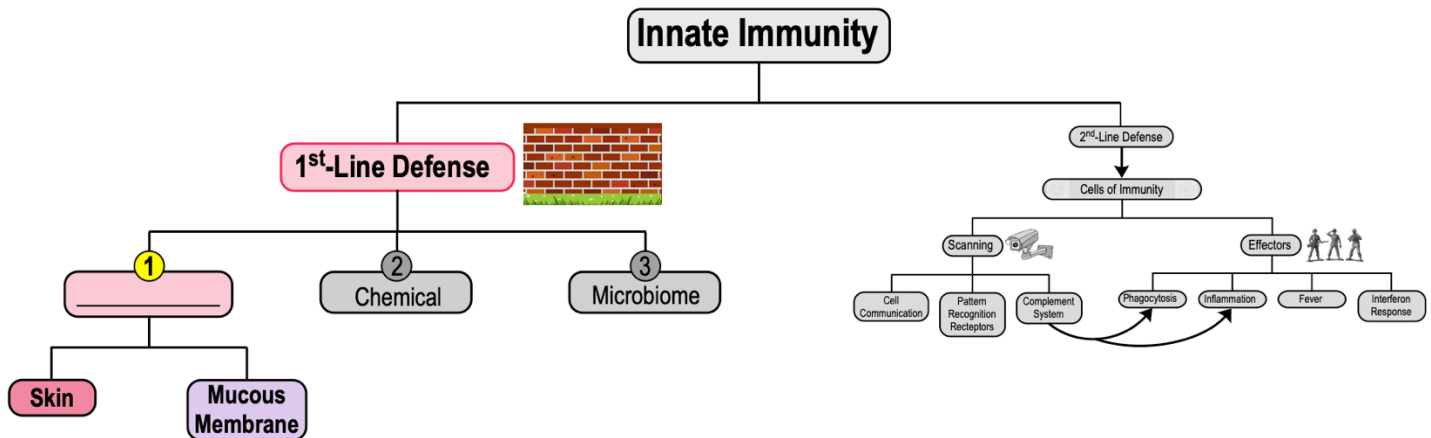 Innate Immunity
1st-Line Defense
2nd-Line Defense
Cells of Immunity
1
2
3
Chemical
Microbiome
Skin
Mucous
Membrane
Scanning
Effectors
Cell
Communication
Pattern
Recognition
Recteptors
Complement
System
Phagocytosis
Inflammation
Fever
Interferon
Response